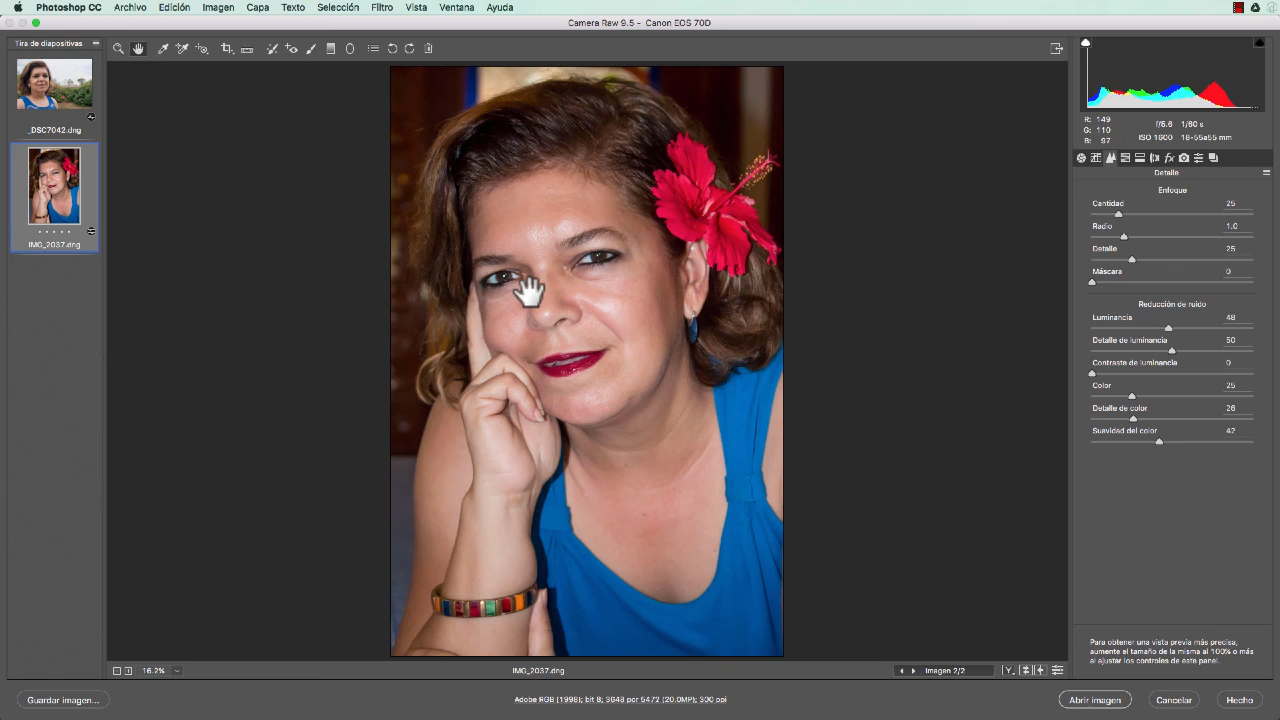 Photoshop CC Archivo Edición Imagen Capa Texto Selección Filtro Vista Ventana Ayuda
Camera Raw 9.5 - Canon EOS 70D
Tira de diapositivas
_DSC7042.dng
IMG_2037.dng
R: 149
G: 110
B: 97
f/5.6 1/60 s
ISO 1600 18-55a55 mm
Detalle
Enfoque
Cantidad 25
Radio 1.0
Detalle 25
Máscara 0
Reducción de ruido
Luminancia 48
Detalle de luminancia 50
Contraste de luminancia 0
Color 25
Detalle de color 26
Suavidad del color 42
Para obtener una vista previa más precisa,
aumente el tamaño de la misma al 100% o más
al ajustar los controles de este panel.
16.2% IMG_2037.dng Imagen 2/2 Y
Guardar imagen... Adobe RGB (1998); bit 8; 3648 por 5472 (20.0MP); 300 ppi Abrir imagen Cancelar Hecho